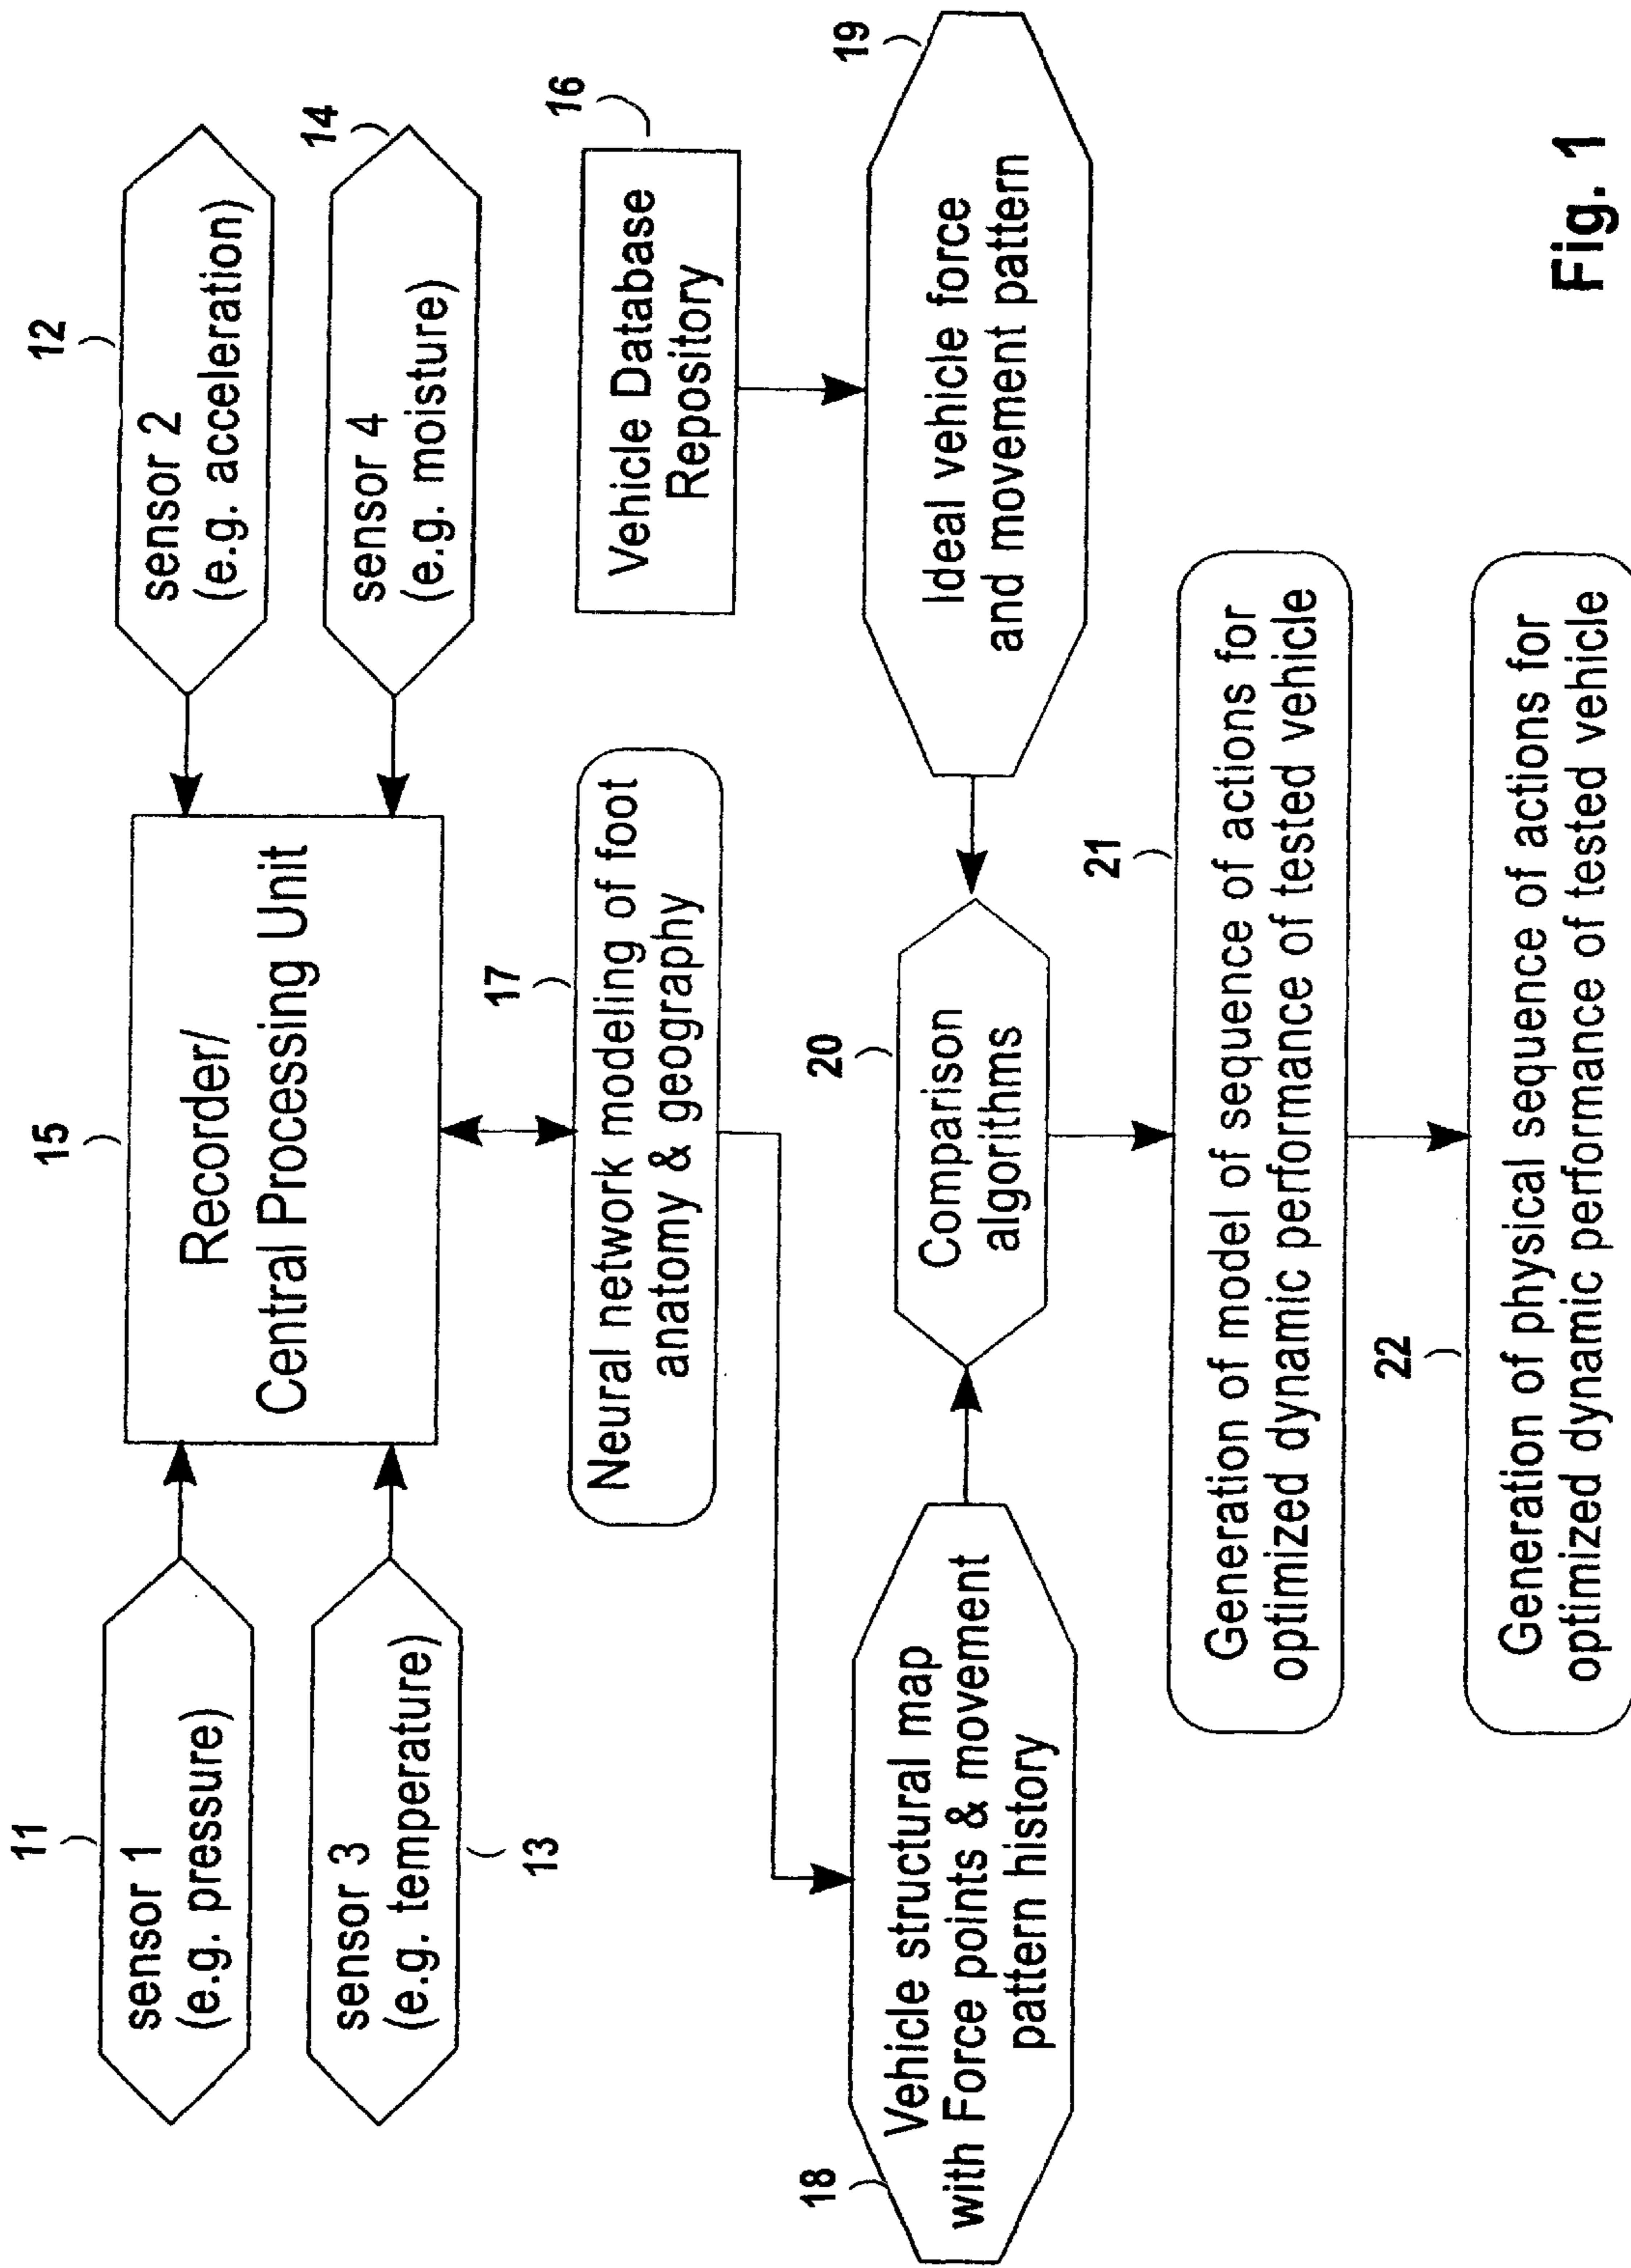 11
sensor 1
(e.g. pressure)
12
sensor 2
(e.g. acceleration)
13
sensor 3
(e.g. temperature)
14
sensor 4
(e.g. moisture)
15
Recorder/
Central Processing Unit
16
Vehicle Database
Repository
17
Neural network modeling of foot
anatomy & geography
18
Vehicle structural map
with Force points & movement
pattern history
19
Ideal vehicle force
and movement pattern
20
Comparison
algorithms
21
Generation of model of sequence of actions for
optimized dynamic performance of tested vehicle
22
Generation of physical sequence of actions for
optimized dynamic performance of tested vehicle
Fig. 1